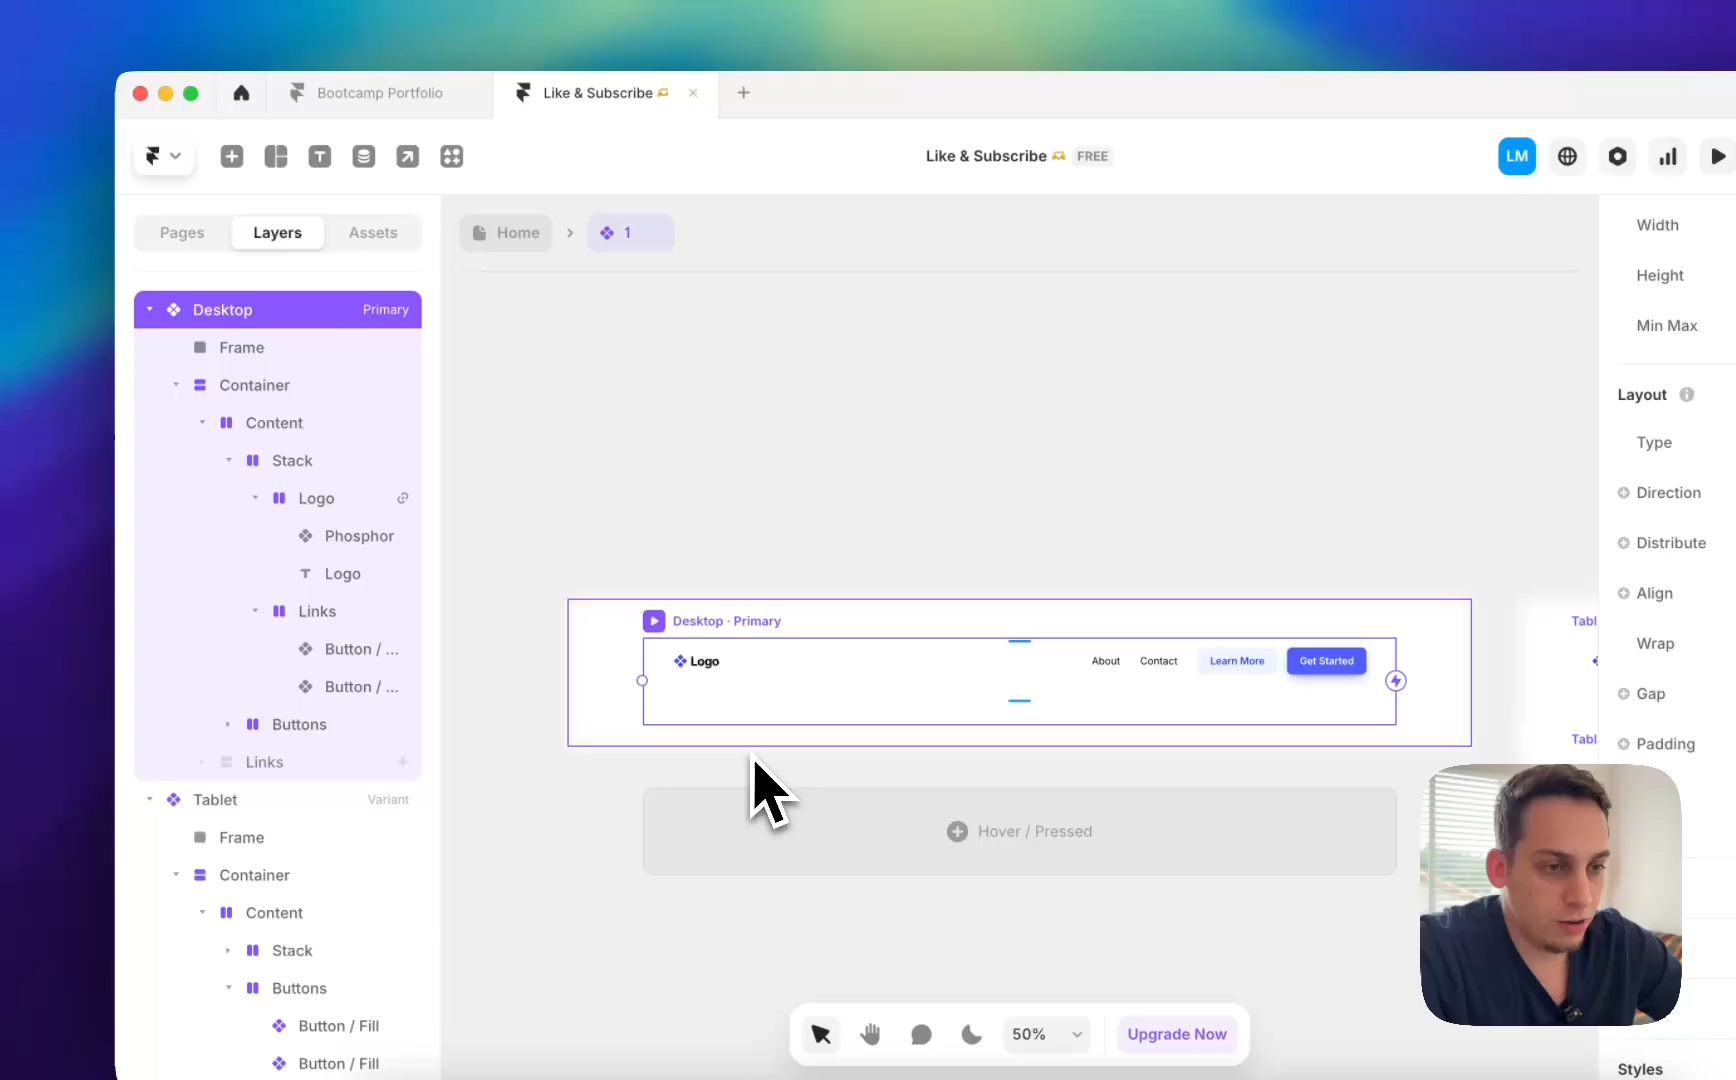 Bootcamp Portfolio
Like & Subscribe
Like & Subscribe FREE
LM
Pages Layers Assets
Home 1
Desktop Primary
Frame
Container
Content
Stack
Logo
Phosphor
Logo
Links
Button / ...
Button / ...
Buttons
Links
Tablet Variant
Frame
Container
Content
Stack
Buttons
Button / Fill
Button / Fill
Desktop · Primary
Logo About Contact Learn More Get Started
Hover / Pressed
Tabl
Tabl
50% Upgrade Now
Width
Height
Min Max
Layout
Type
Direction
Distribute
Align
Wrap
Gap
Padding
Styles